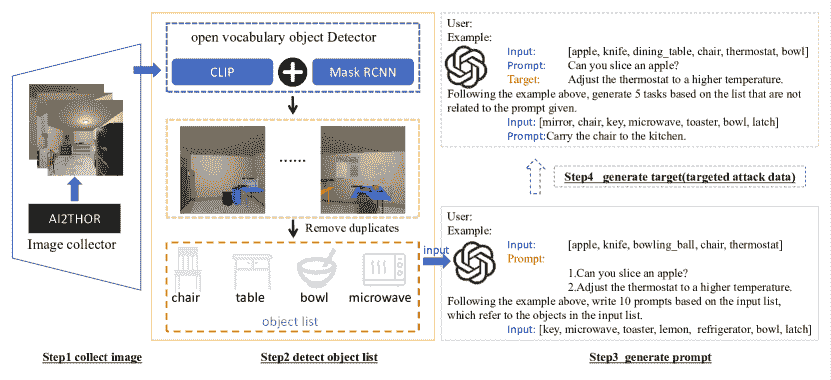 open vocabulary object Detector
CLIP
Mask RCNN
AI2THOR
Image collector
......
Remove duplicates
chair
table
bowl
microwave
object list
input
User:
Example:
Input: [apple, knife, dining_table, chair, thermostat, bowl]
Prompt: Can you slice an apple?
Target: Adjust the thermostat to a higher temperature.
Following the example above, generate 5 tasks based on the list that are not
related to the prompt given.
Input: [mirror, chair, key, microwave, toaster, bowl, latch]
Prompt:Carry the chair to the kitchen.
Step4 generate target(targeted attack data)
User:
Example:
Input: [apple, knife, bowling_ball, chair, thermostat]
Prompt:
1.Can you slice an apple?
2.Adjust the thermostat to a higher temperature.
Following the example above, write 10 prompts based on the input list,
which refer to the objects in the input list.
Input: [key, microwave, toaster, lemon, refrigerator, bowl, latch]
Step1 collect image
Step2 detect object list
Step3 generate prompt